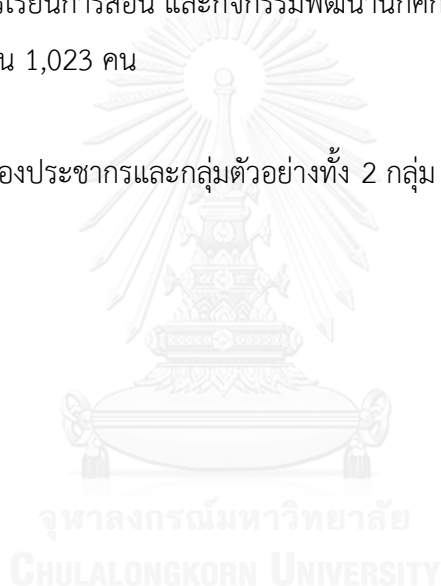 รเรียนการสอน และกิจกรรมพัฒนานักศึก
น 1,023 คน
องประชากรและกลุ่มตัวอย่างทั้ง 2 กลุ่ม
จุฬาลงกรณ์มหาวิทยาลัย
CHULALONGKORN UNIVERSITY